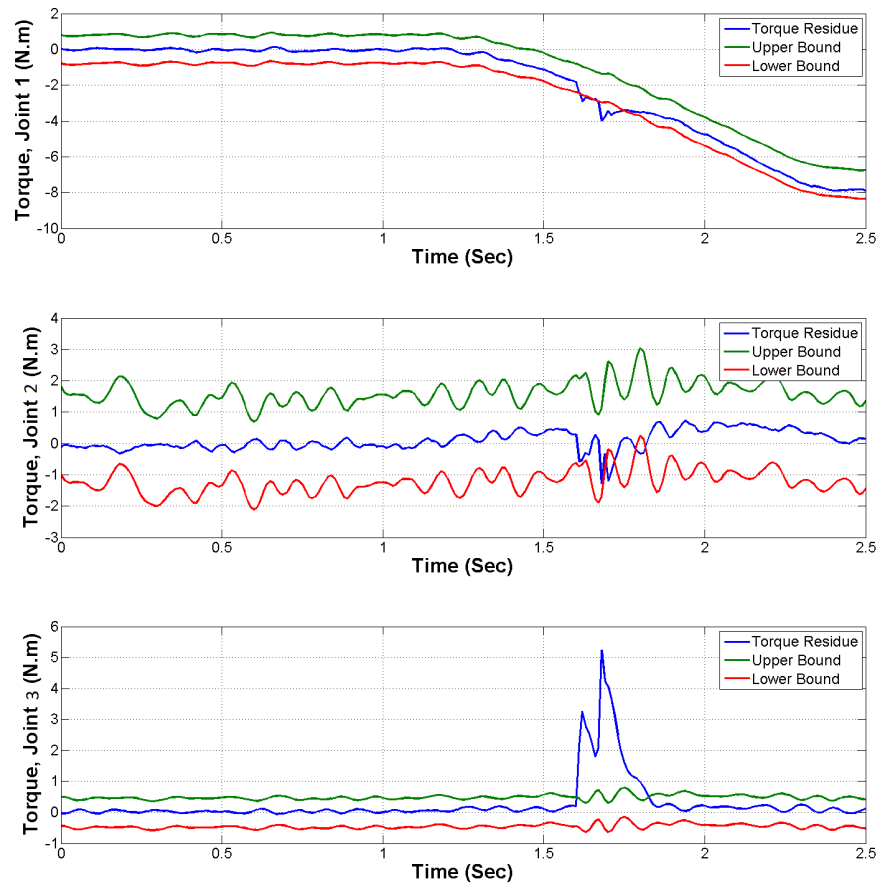 Torque, Joint 1 (N.m)
2
0
-2
-4
-6
-8
-10
0
0.5
1
1.5
2
2.5
Time (Sec)
Torque Residue
Upper Bound
Lower Bound
Torque, Joint 2 (N.m)
4
3
2
1
0
-1
-2
-3
0
0.5
1
1.5
2
2.5
Time (Sec)
Torque Residue
Upper Bound
Lower Bound
Torque, Joint 3 (N.m)
6
5
4
3
2
1
0
-1
0
0.5
1
1.5
2
2.5
Time (Sec)
Torque Residue
Upper Bound
Lower Bound